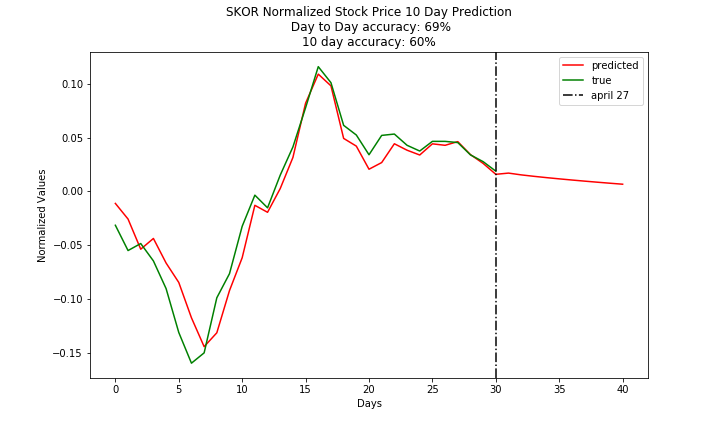 SKOR Normalized Stock Price 10 Day Prediction
Day to Day accuracy: 69%
10 day accuracy: 60%
predicted
true
april 27
0.10
0.05
0.00
−0.05
−0.10
−0.15
Normalized Values
0 5 10 15 20 25 30 35 40
Days